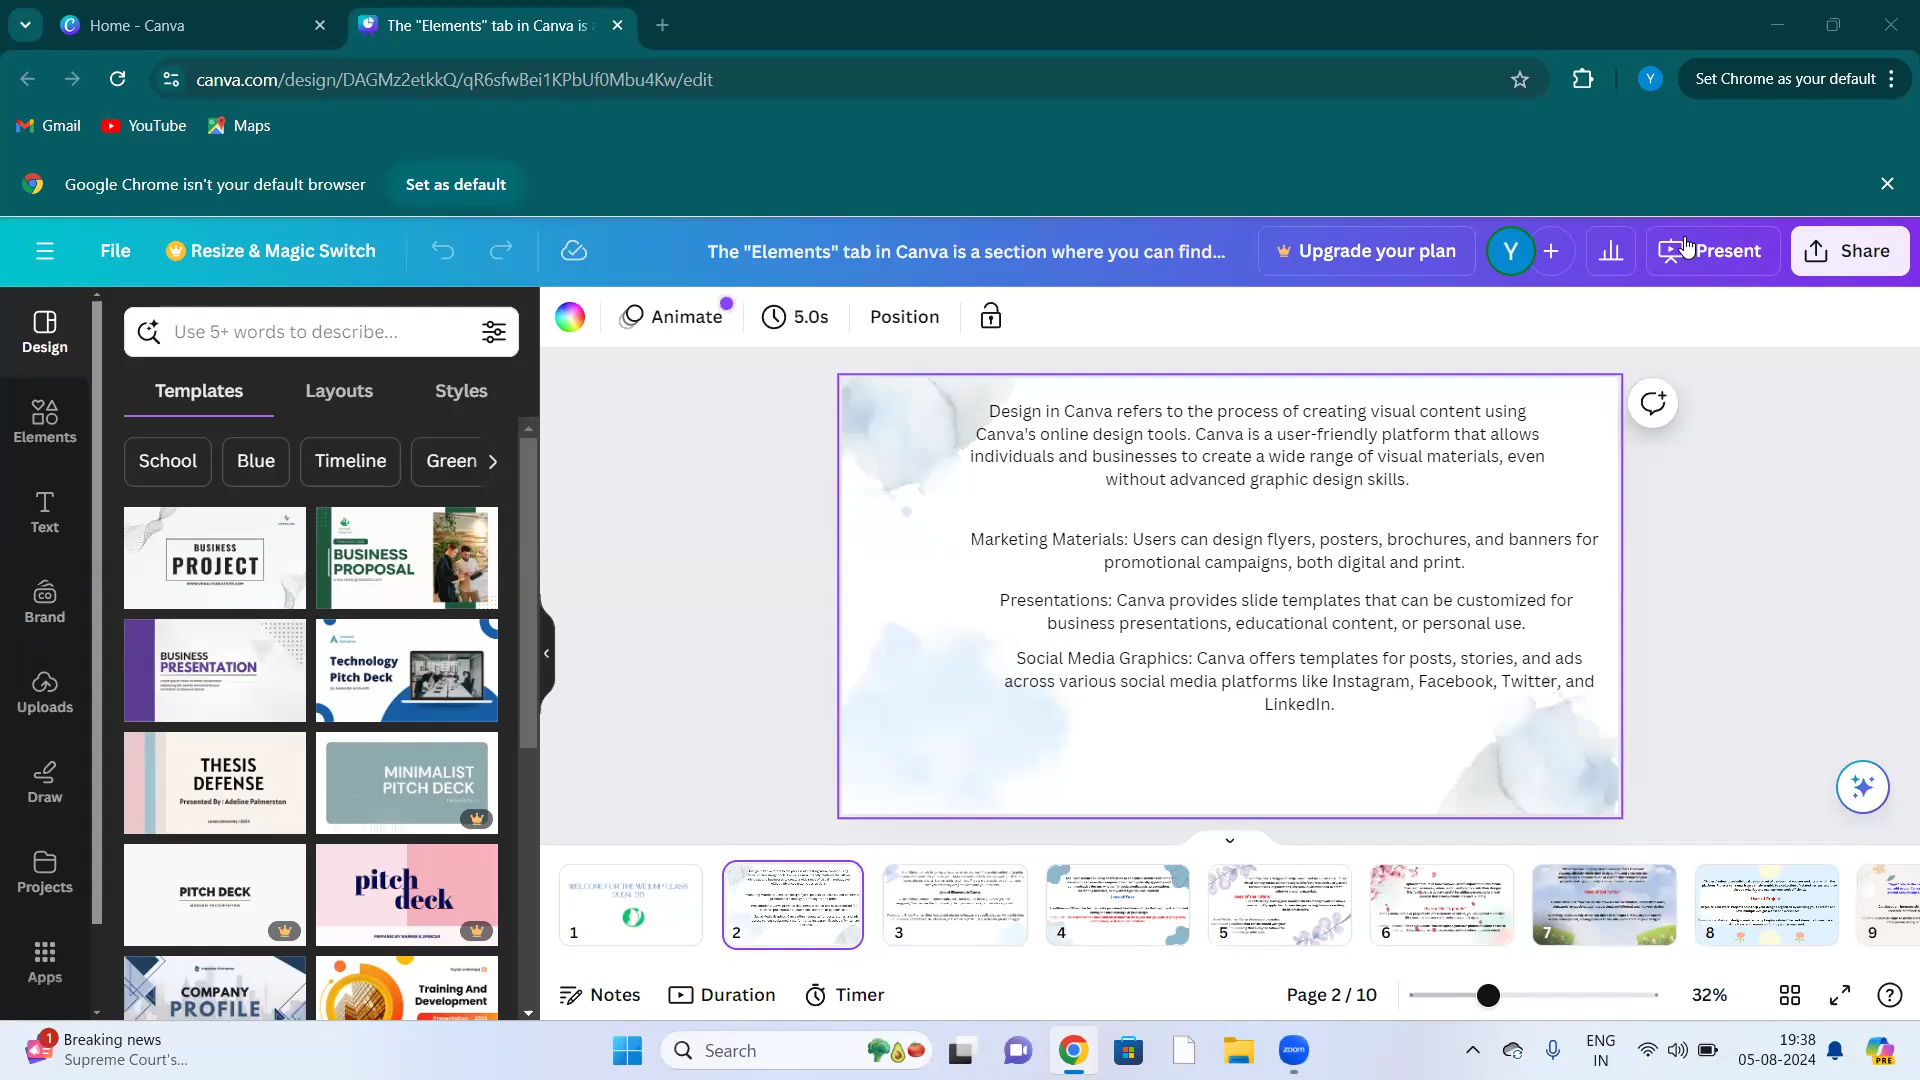 Home - Canva
The "Elements" tab in Canva is a
canva.com/design/DAGMz2etkkQ/qR6sfwBei1KPbUf0Mbu4Kw/edit
Y
Set Chrome as your default
Gmail
YouTube
Maps
Google Chrome isn't your default browser
Set as default
File
Resize & Magic Switch
The "Elements" tab in Canva is a section where you can find...
Upgrade your plan
Y
Present
Share
Design
Elements
Text
Brand
Uploads
Draw
Projects
Apps
Use 5+ words to describe...
Templates
Layouts
Styles
School
Blue
Timeline
Green
BUSINESS
PROJECT
BUSINESS
PROPOSAL
BUSINESS
PRESENTATION
Technology
Pitch Deck
THESIS
DEFENSE
Presented By : Adeline Palmerston
MINIMALIST
PITCH DECK
PITCH DECK
pitch
deck
COMPANY
PROFILE
Training And
Development
Animate
5.0s
Position
Design in Canva refers to the process of creating visual content using
Canva's online design tools. Canva is a user-friendly platform that allows
individuals and businesses to create a wide range of visual materials, even
without advanced graphic design skills.
Marketing Materials: Users can design flyers, posters, brochures, and banners for
promotional campaigns, both digital and print.
Presentations: Canva provides slide templates that can be customized for
business presentations, educational content, or personal use.
Social Media Graphics: Canva offers templates for posts, stories, and ads
across various social media platforms like Instagram, Facebook, Twitter, and
LinkedIn.
1
2
3
4
5
6
7
8
9
Notes
Duration
Timer
Page 2 / 10
32%
1
Breaking news
Supreme Court's...
Search
zoom
ENG
IN
19:38
05-08-2024
PRE